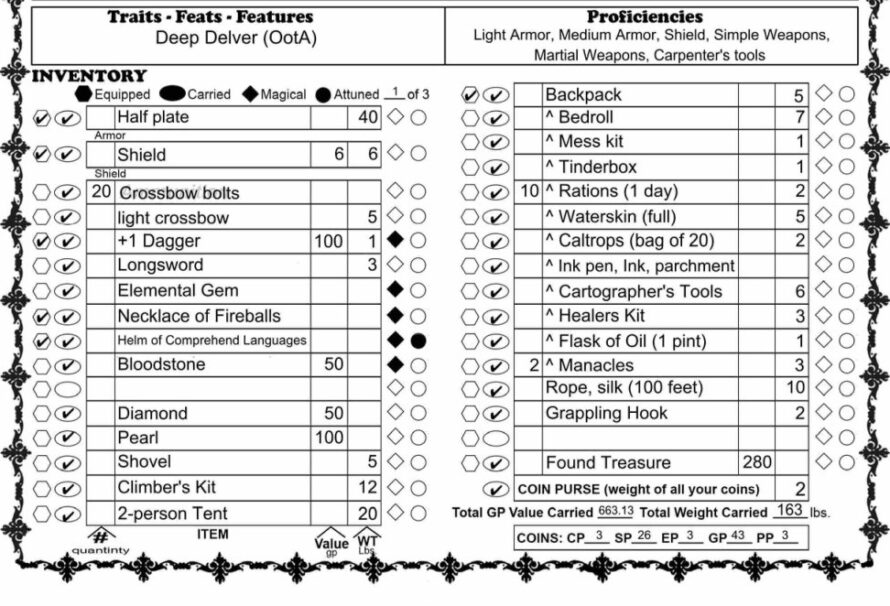 Traits - Feats - Features
Deep Delver (OotA)
Proficiencies
Light Armor, Medium Armor, Shield, Simple Weapons,
Martial Weapons, Carpenter's tools
INVENTORY
Equipped Carried Magical Attuned 1 of 3
Half plate 40
Armor
Shield 6 6
Shield
20 Crossbow bolts
light crossbow 5
+1 Dagger 100 1
Longsword 3
Elemental Gem
Necklace of Fireballs
Helm of Comprehend Languages
Bloodstone 50
Diamond 50
Pearl 100
Shovel 5
Climber's Kit 12
2-person Tent 20
# ITEM Value WT
quantinty gp Lbs
Backpack 5
^ Bedroll 7
^ Mess kit 1
^ Tinderbox 1
10 ^ Rations (1 day) 2
^ Waterskin (full) 5
^ Caltrops (bag of 20) 2
^ Ink pen, Ink, parchment
^ Cartographer's Tools 6
^ Healers Kit 3
^ Flask of Oil (1 pint) 1
2 ^ Manacles 3
Rope, silk (100 feet) 10
Grappling Hook 2
Found Treasure 280
COIN PURSE (weight of all your coins) 2
Total GP Value Carried 663.13 Total Weight Carried 163 lbs.
COINS: CP 3 SP 26 EP 3 GP 43 PP 3